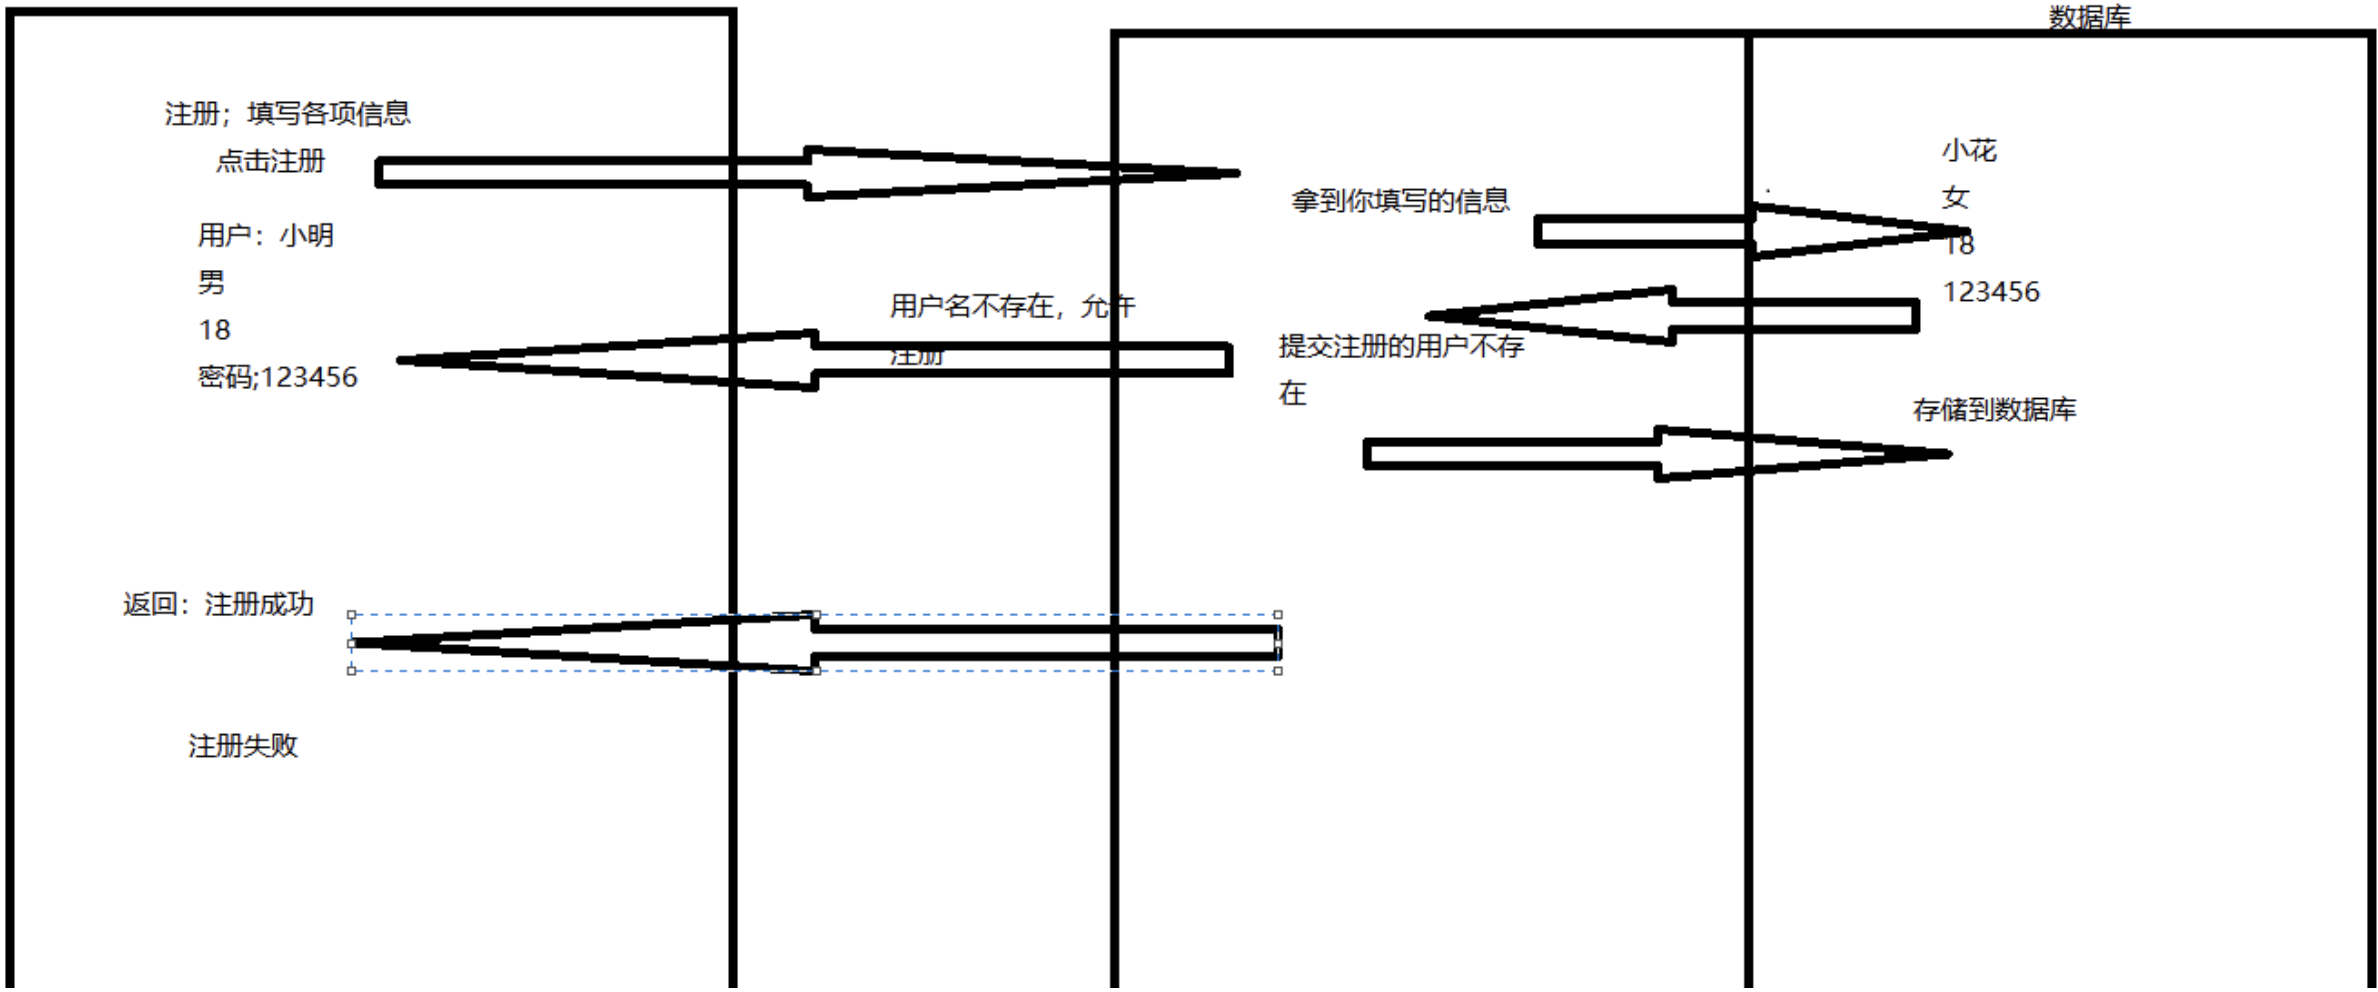 数据库
注册；填写各项信息
点击注册
用户：小明
男
18
密码;123456
用户名不存在，允许
注册
拿到你填写的信息
提交注册的用户不存
在
小花
女
18
123456
存储到数据库
返回：注册成功
注册失败